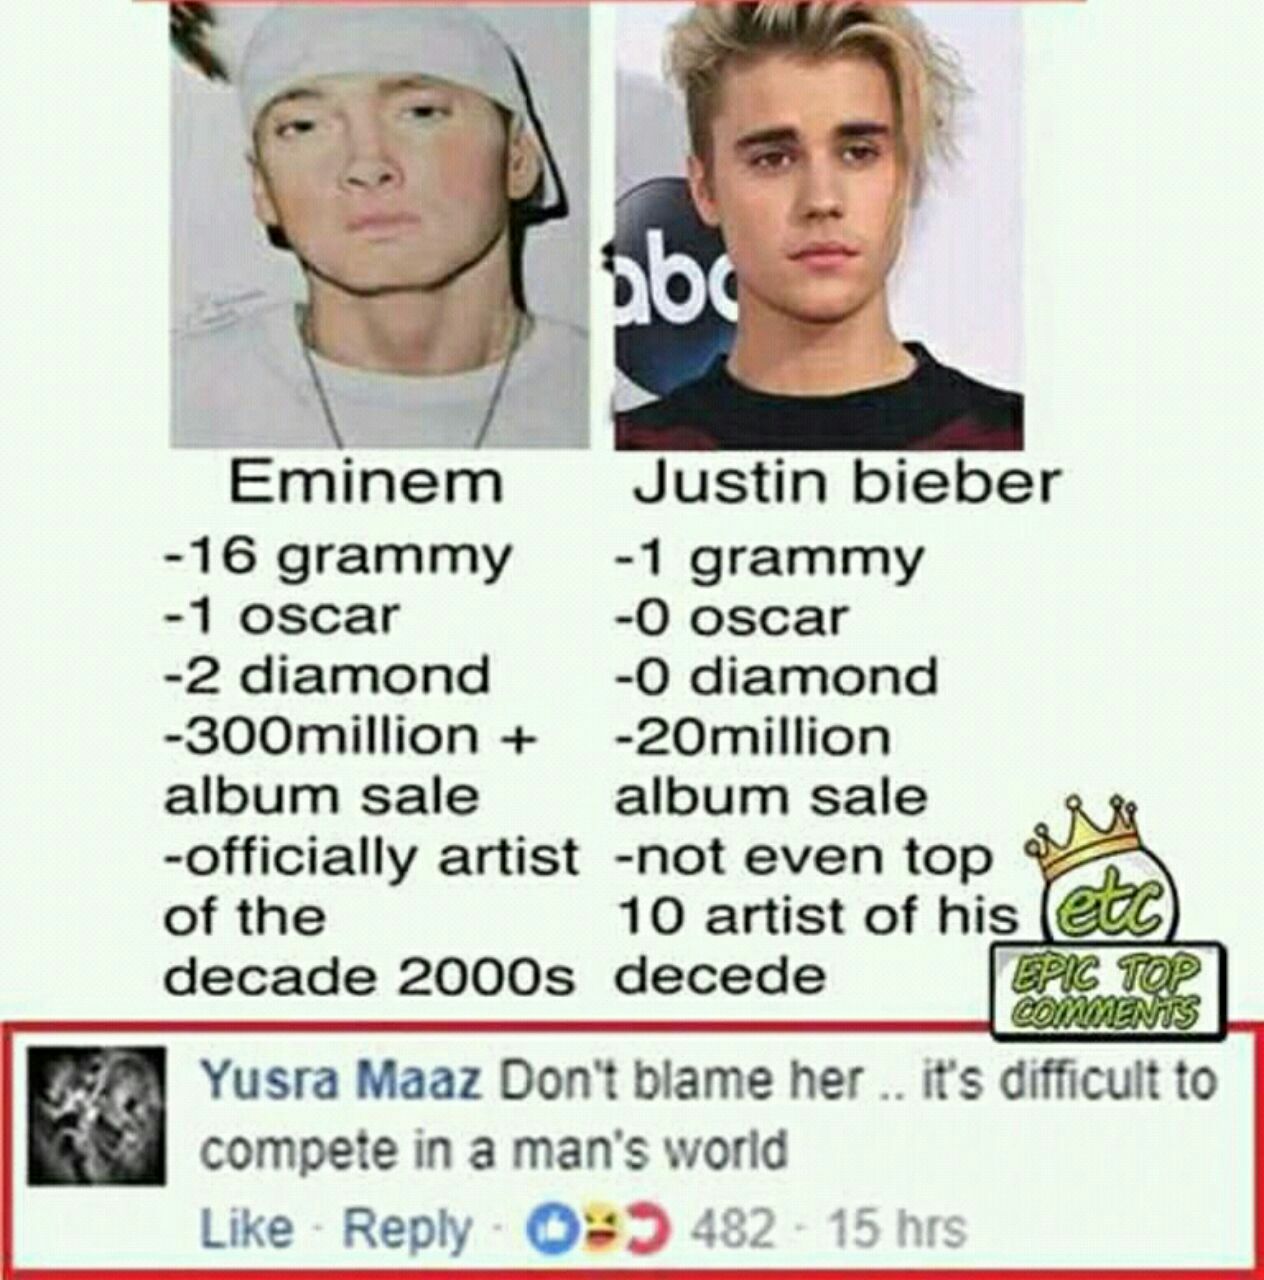 abc
Eminem
Justin bieber
-16 grammy
-1 oscar
-2 diamond
-300million +
album sale
-officially artist
of the
decade 2000s
-1 grammy
-0 oscar
-0 diamond
-20million
album sale
-not even top
10 artist of his
decede
etc
EPIC TOP
COMMENTS
Yusra Maaz Don't blame her .. it's difficult to
compete in a man's world
Like · Reply · 482 · 15 hrs